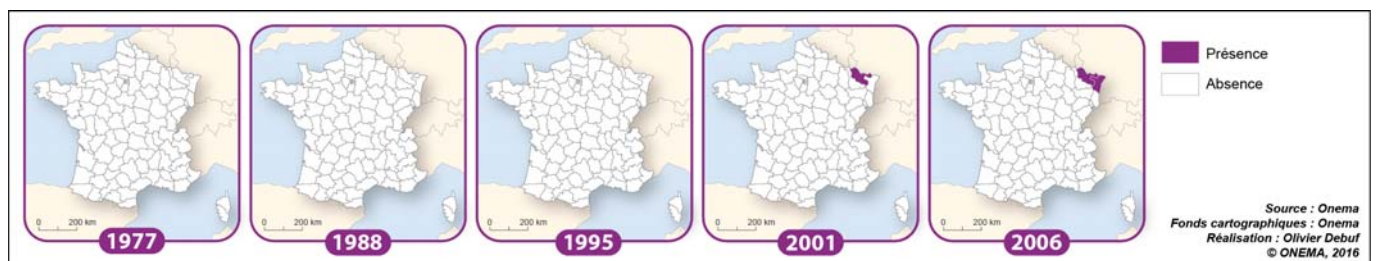 0 200 km
1977
0 200 km
1988
0 200 km
1995
0 200 km
2001
0 200 km
2006
Présence
Absence
Source : Onema
Fonds cartographiques : Onema
Réalisation : Olivier Debuf
© ONEMA, 2016